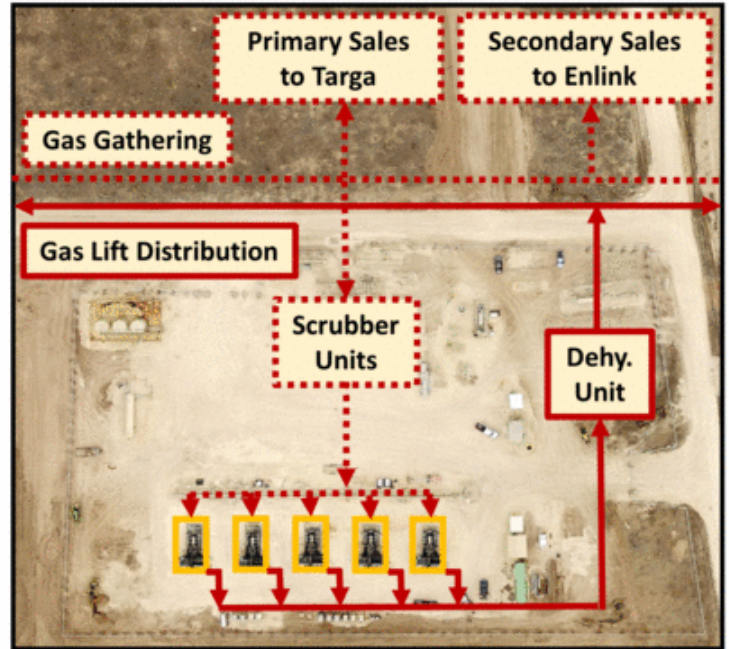 Primary Sales
to Targa
Secondary Sales
to Enlink
Gas Gathering
Gas Lift Distribution
Scrubber
Units
Dehy.
Unit